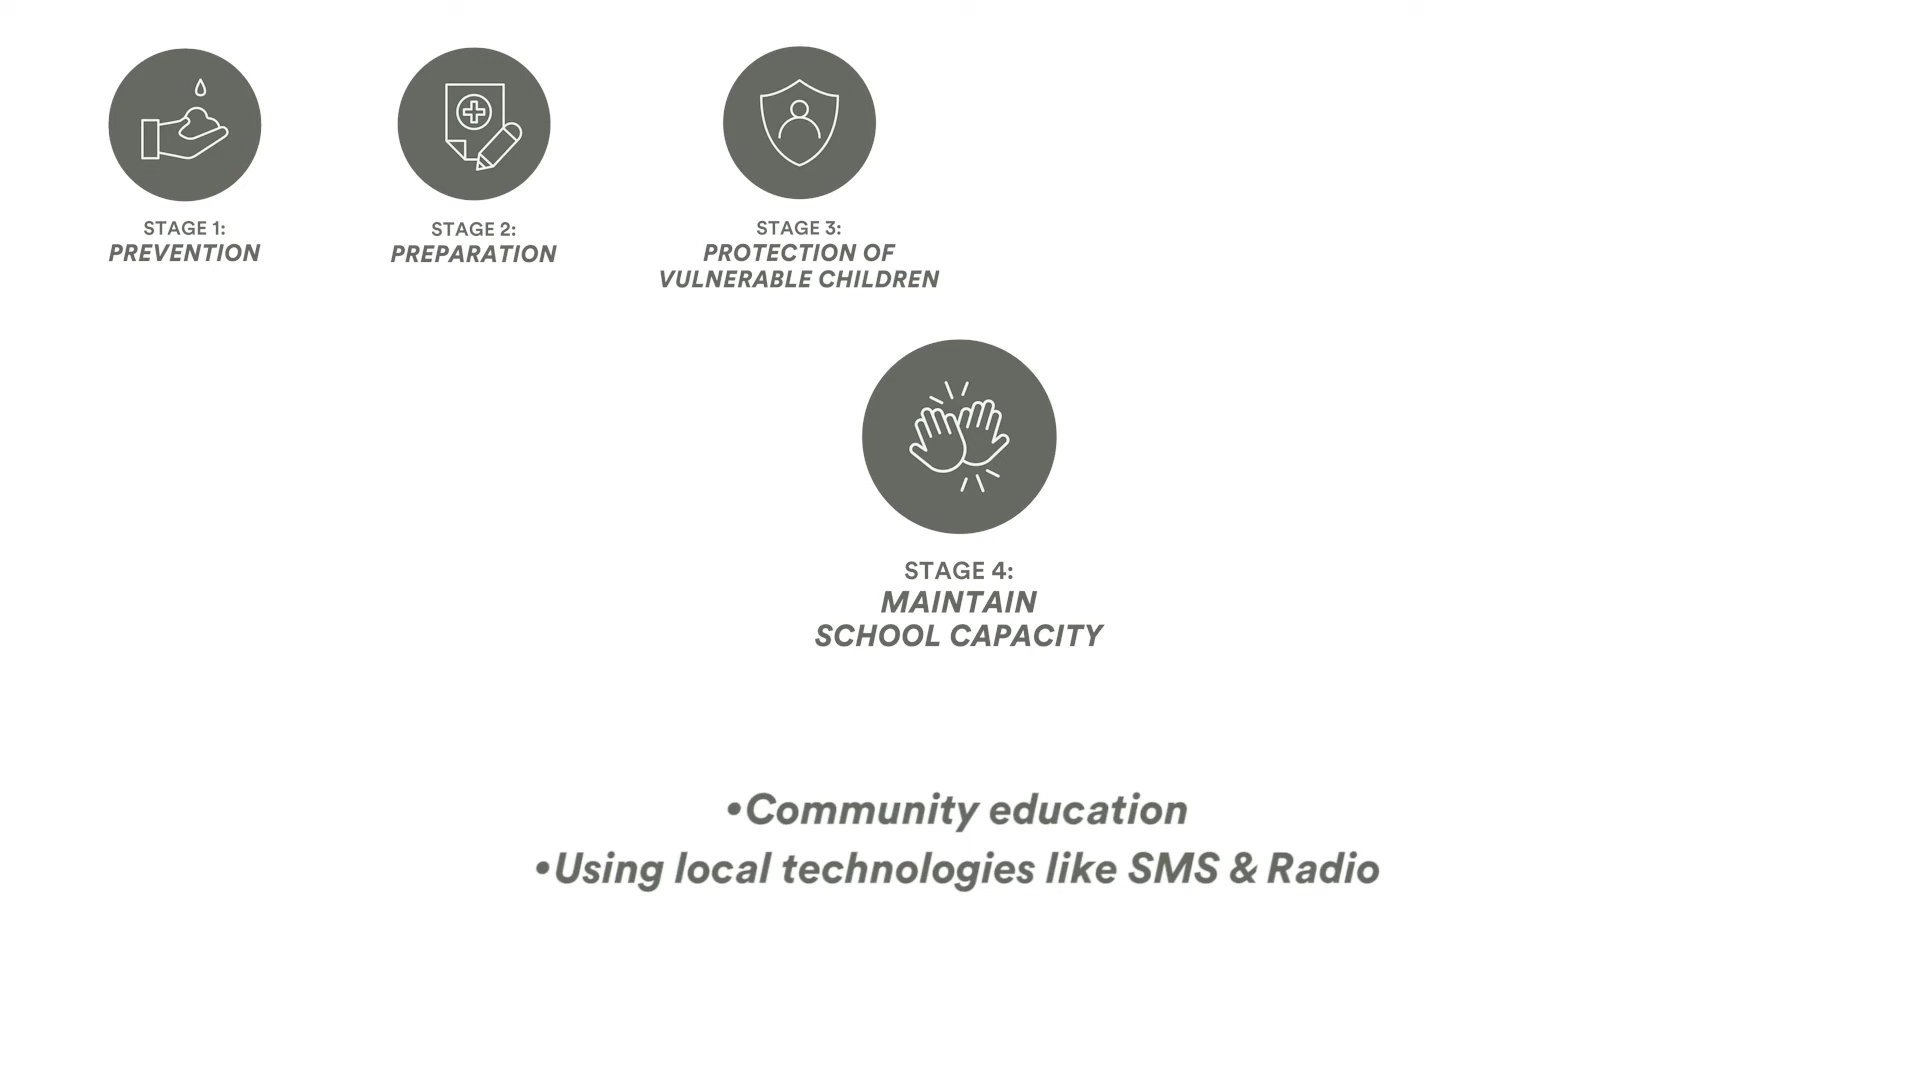 STAGE 1:
PREVENTION
STAGE 2:
PREPARATION
STAGE 3:
PROTECTION OF
VULNERABLE CHILDREN
STAGE 4:
MAINTAIN
SCHOOL CAPACITY
•Community education
•Using local technologies like SMS & Radio